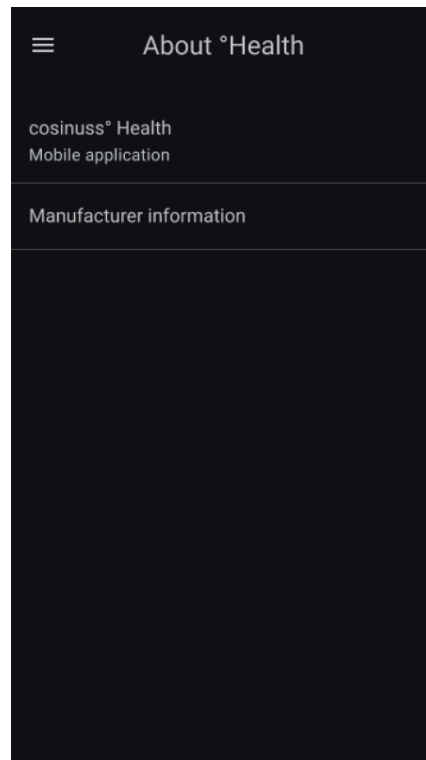 About °Health
cosinuss° Health
Mobile application
Manufacturer information